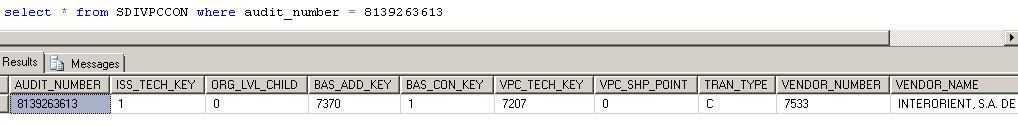 select * from SDIVPCCON where audit_number = 8139263613
Results Messages
AUDIT_NUMBER ISS_TECH_KEY ORG_LVL_CHILD BAS_ADD_KEY BAS_CON_KEY VPC_TECH_KEY VPC_SHP_POINT TRAN_TYPE VENDOR_NUMBER VENDOR_NAME
8139263613 1 0 7370 1 7207 0 C 7533 INTERORIENT, S.A. DE